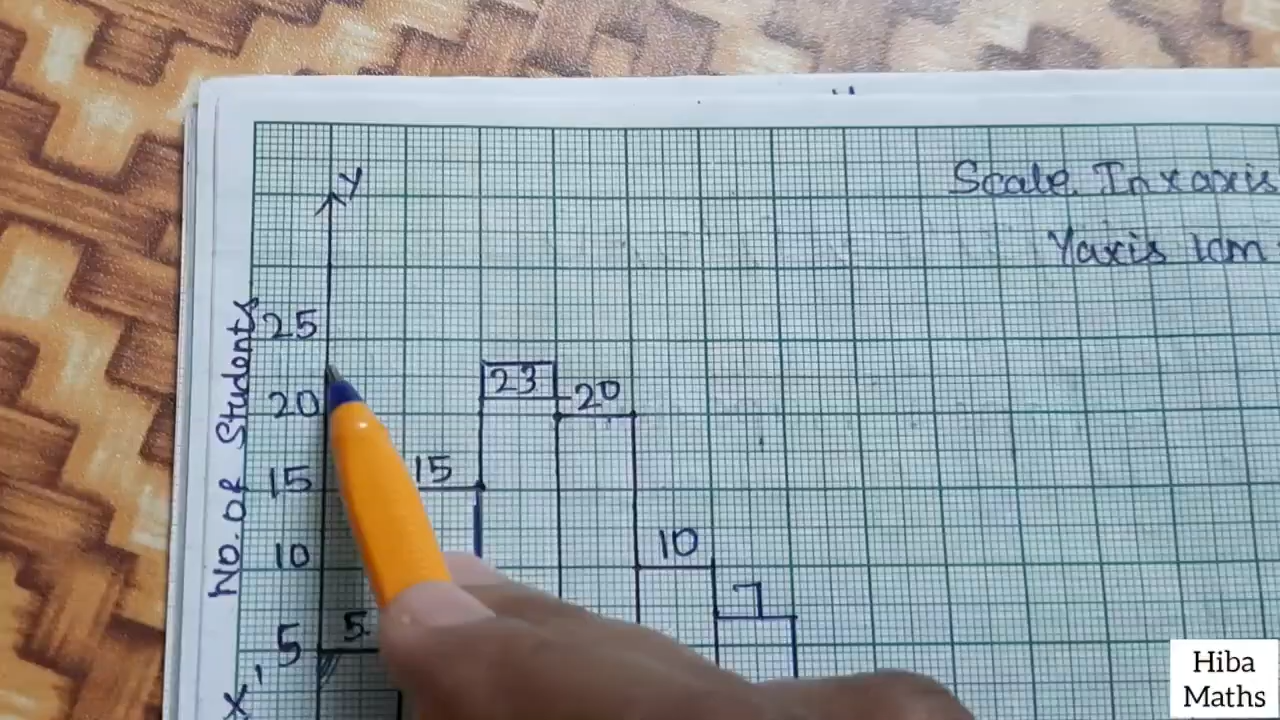 Scale. In x axis
Y axis 1cm
Y
25
20
15
10
5
No. of Students
5
15
23
20
10
7
X'
Hiba
Maths